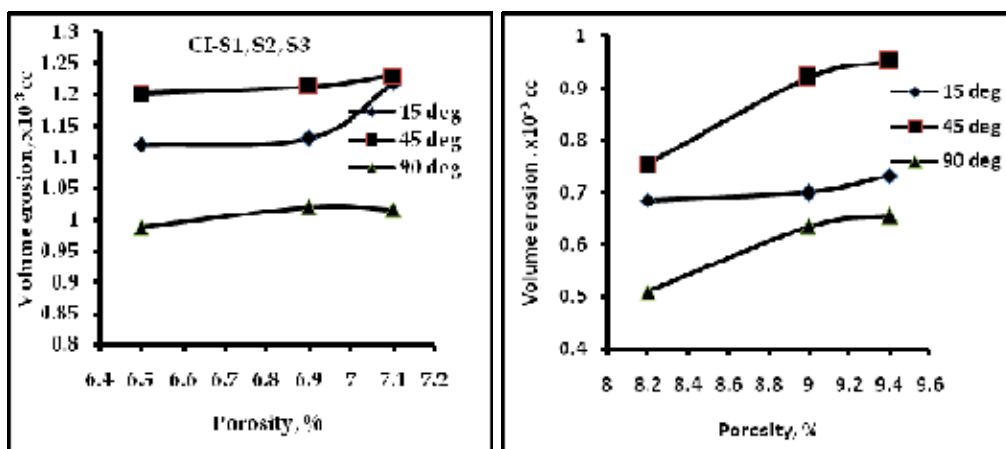 CI-S1, S2, S3
Volume erosion, x10⁻³ cc
1.3
1.25
1.2
1.15
1.1
1.05
1
0.95
0.9
0.85
0.8
6.4 6.5 6.6 6.7 6.8 6.9 7 7.1 7.2
Porosity, %
15 deg
45 deg
90 deg
Volume erosion, x10⁻³ cc
1
0.9
0.8
0.7
0.6
0.5
0.4
8 8.2 8.4 8.6 8.8 9 9.2 9.4 9.6
Porosity, %
15 deg
45 deg
90 deg